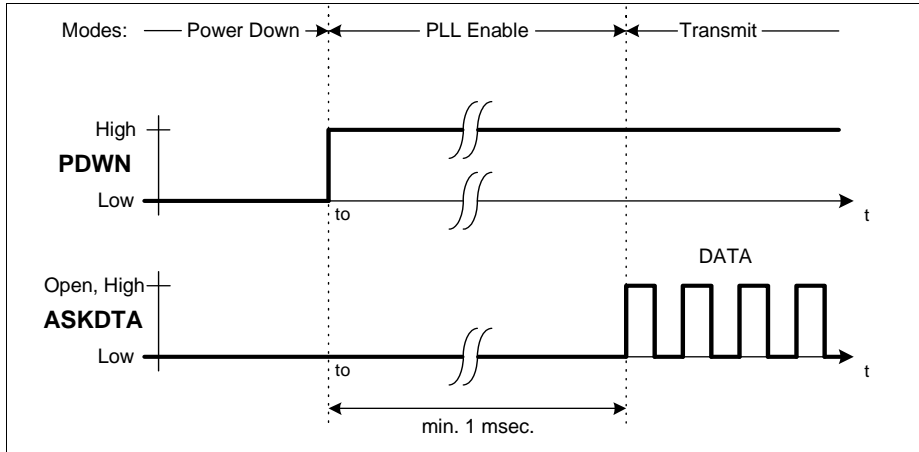 Modes: Power Down PLL Enable Transmit
High
PDWN
Low
to
t
DATA
Open, High
ASKDTA
Low
to
t
min. 1 msec.